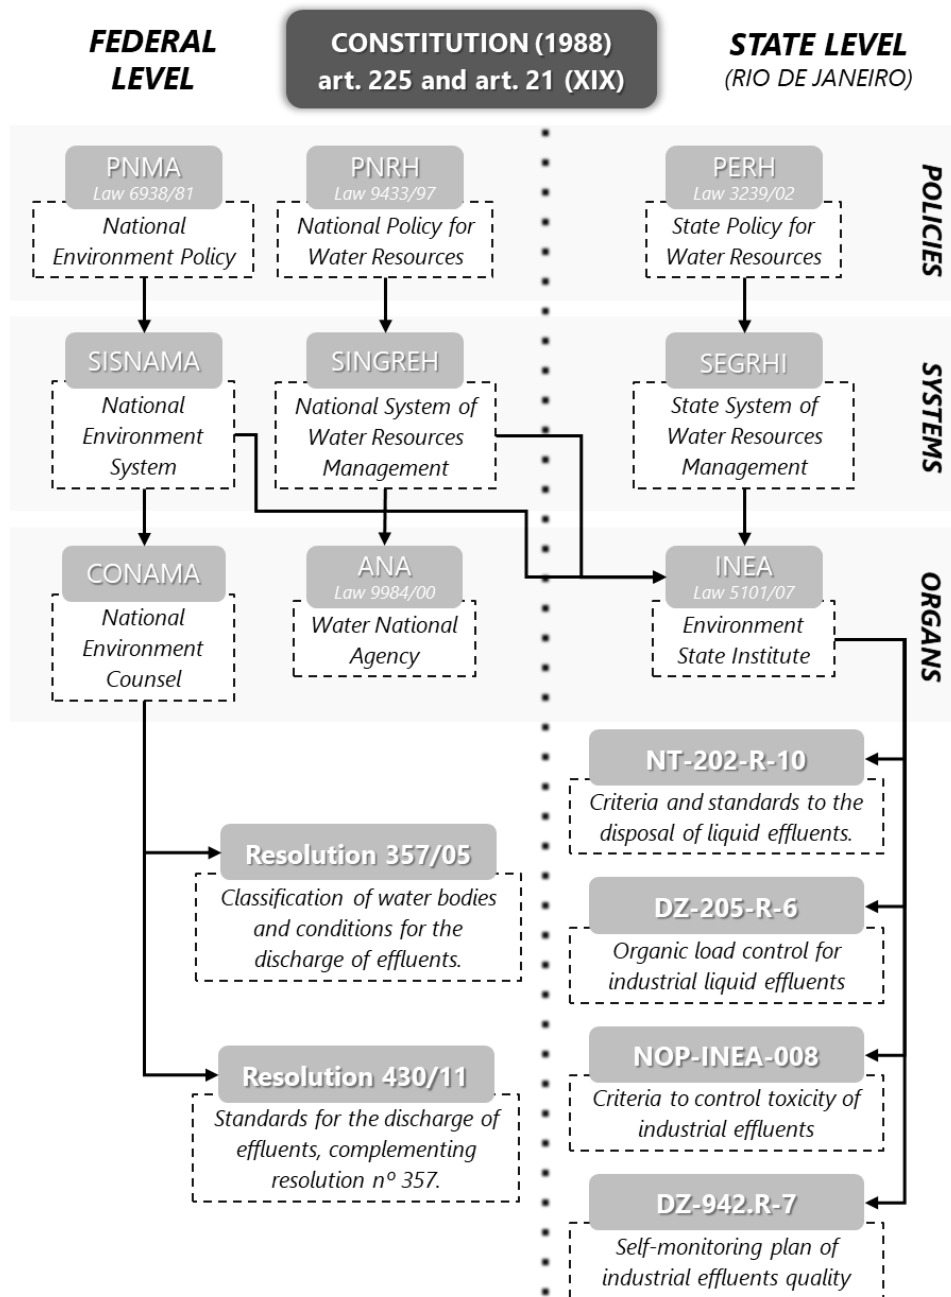 FEDERAL
LEVEL
CONSTITUTION (1988)
art. 225 and art. 21 (XIX)
STATE LEVEL
(RIO DE JANEIRO)
POLICIES
PNMA
Law 6938/81
National
Environment Policy
PNRH
Law 9433/97
National Policy for
Water Resources
PERH
Law 3239/02
State Policy for
Water Resources
SYSTEMS
SISNAMA
National
Environment
System
SINGREH
National System of
Water Resources
Management
SEGRHI
State System of
Water Resources
Management
ORGANS
CONAMA
National
Environment
Counsel
ANA
Law 9984/00
Water National
Agency
INEA
Law 5101/07
Environment
State Institute
Resolution 357/05
Classification of water bodies
and conditions for the
discharge of effluents.
Resolution 430/11
Standards for the discharge of
effluents, complementing
resolution nº 357.
NT-202-R-10
Criteria and standards to the
disposal of liquid effluents.
DZ-205-R-6
Organic load control for
industrial liquid effluents
NOP-INEA-008
Criteria to control toxicity of
industrial effluents
DZ-942.R-7
Self-monitoring plan of
industrial effluents quality